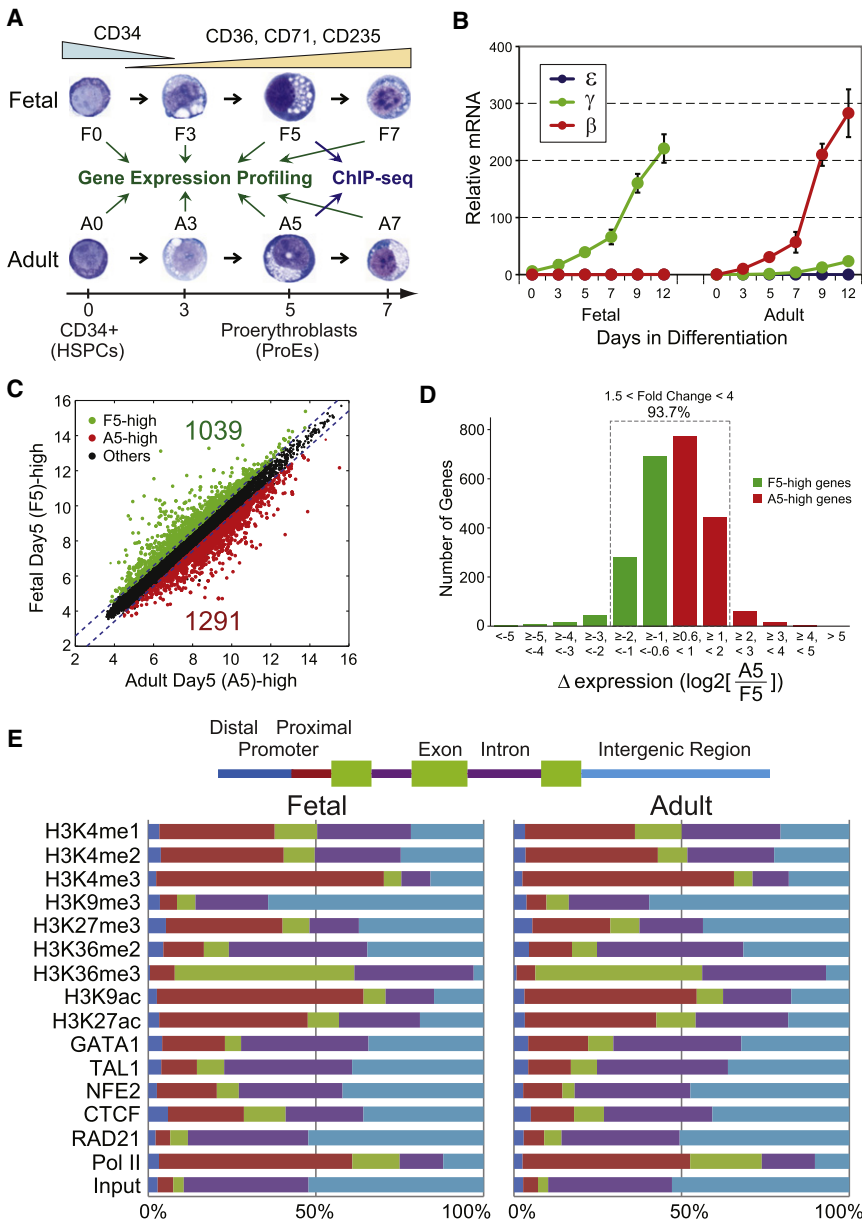 A
CD34
CD36, CD71, CD235
Fetal
F0 F3 F5 F7
Gene Expression Profiling ChIP-seq
A0 A3 A5 A7
Adult
0 3 5 7
CD34+
(HSPCs)
Proerythroblasts
(ProEs)
B
Relative mRNA
400
300
200
100
0
ε
γ
β
0 3 5 7 9 12 0 3 5 7 9 12
Fetal Adult
Days in Differentiation
C
Fetal Day5 (F5)-high
16
14
12
10
8
6
4
2
F5-high
A5-high
Others
1039
1291
2 4 6 8 10 12 14 16
Adult Day5 (A5)-high
D
1.5 < Fold Change < 4
93.7%
Number of Genes
800
600
400
200
0
F5-high genes
A5-high genes
<-5 ≥-5, ≥-4, ≥-3, ≥-2, ≥-1, ≥0.6, ≥ 1, ≥ 2, ≥ 3, ≥ 4, > 5
<-4 <-3 <-2 <-1 <-0.6 < 1 < 2 < 3 < 4 < 5
Δ expression (log2[A5/F5])
E
Distal Proximal
Promoter Exon Intron Intergenic Region
Fetal Adult
H3K4me1
H3K4me2
H3K4me3
H3K9me3
H3K27me3
H3K36me2
H3K36me3
H3K9ac
H3K27ac
GATA1
TAL1
NFE2
CTCF
RAD21
Pol II
Input
0% 50% 100% 0% 50% 100%